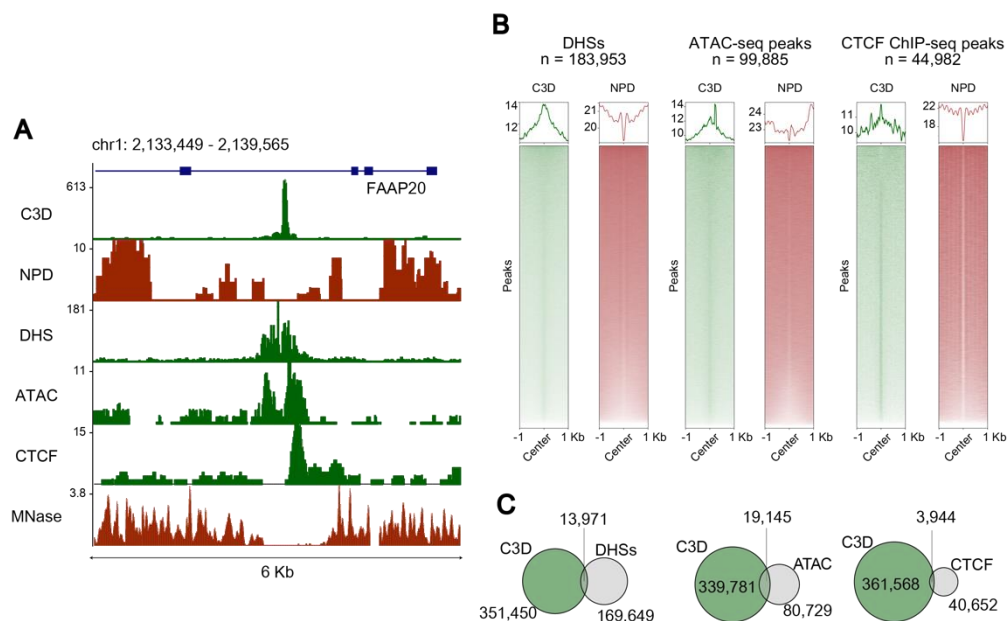 A
chr1: 2,133,449 - 2,139,565
FAAP20
613
C3D
10
NPD
181
DHS
11
ATAC
15
CTCF
3.8
MNase
6 Kb
B
DHSs
n = 183,953
ATAC-seq peaks
n = 99,885
CTCF ChIP-seq peaks
n = 44,982
C3D NPD C3D NPD C3D NPD
14 21 14 24 11 22
12 20 12 23 10 18
10
Peaks Peaks Peaks
-1 Center 1 Kb -1 Center 1 Kb -1 Center 1 Kb -1 Center 1 Kb -1 Center 1 Kb -1 Center 1 Kb
C
13,971
C3D DHSs
351,450 169,649
19,145
C3D ATAC
339,781
80,729
3,944
C3D CTCF
361,568
40,652